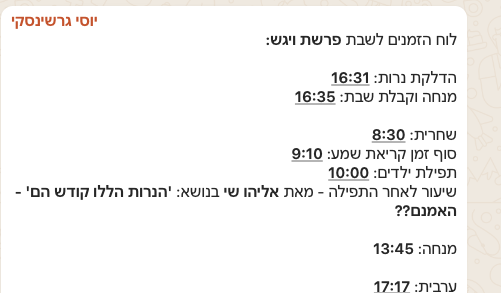 יוסי גרשינסקי
לוח הזמנים לשבת פרשת ויגש:
הדלקת נרות: 16:31
מנחה וקבלת שבת: 16:35
שחרית: 8:30
סוף זמן קריאת שמע: 9:10
תפילת ילדים: 10:00
שיעור לאחר התפילה - מאת אליהו שי בנושא: 'הנרות הללו קודש הם' -
האמנם??
מנחה: 13:45
ערבית: 17:17